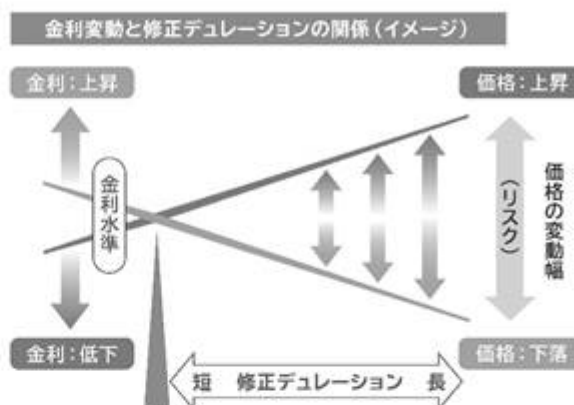 金利変動と修正デュレーションの関係（イメージ）
金利：上昇
価格：上昇
金利水準
価格の変動幅
（リスク）
金利：低下
短 修正デュレーション 長
価格：下落